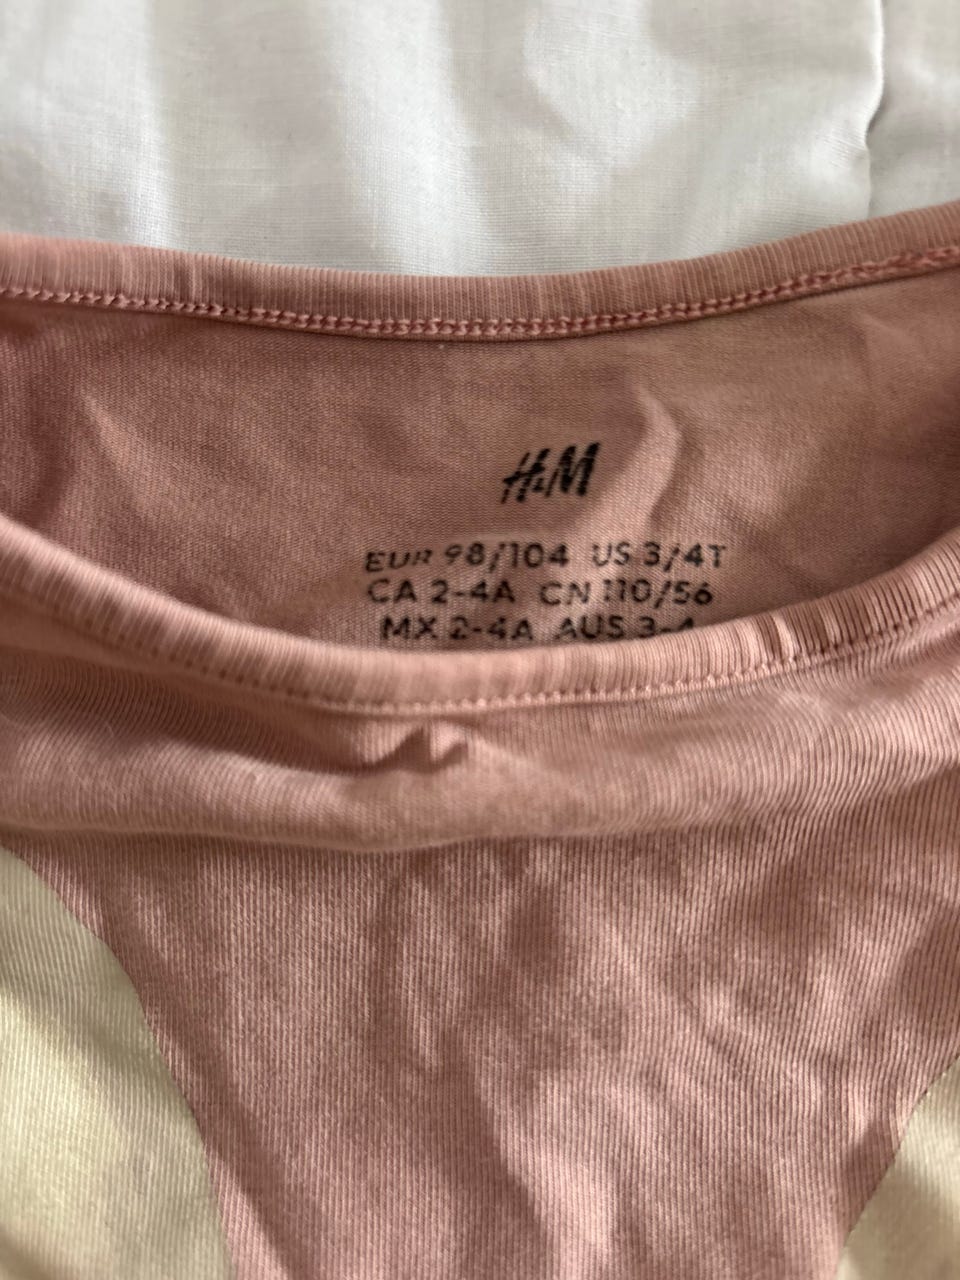 H&M
EUR 98/104 US 3/4T
CA 2-4A CN 110/56
MX 2-4A AUS 3-4